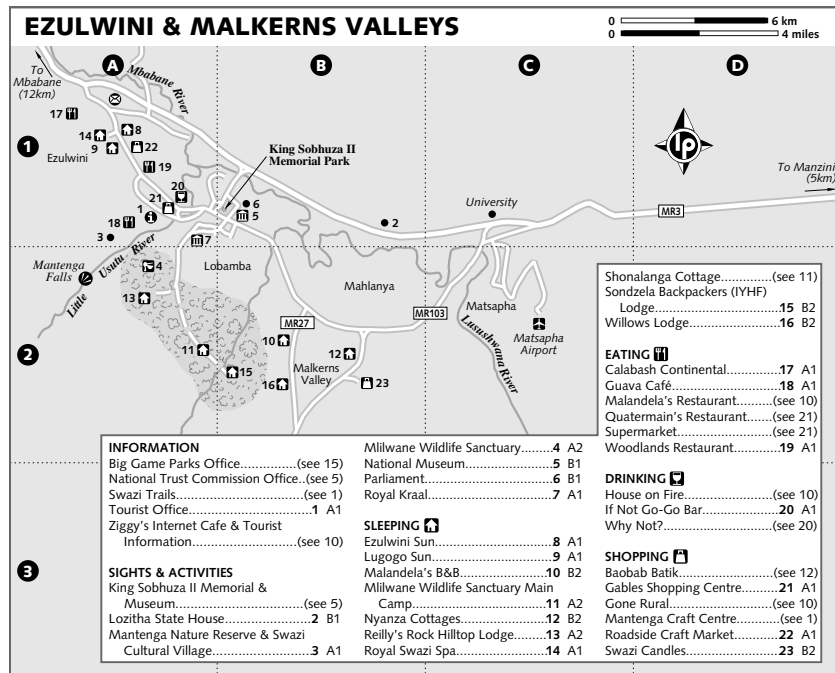 EZULWINI & MALKERNS VALLEYS
0 6 km
0 4 miles
A
B
C
D
1
2
3
To
Mbabane
(12km)
Mbabane River
17
14
8
9
22
Ezulwini
19
King Sobhuza II
Memorial Park
20
21
1
6
5
18
3
2
University
To Manzini
(5km)
MR3
7
Lobamba
Little Usutu River
Mantenga
Falls
4
13
Mahlanya
Matsapha
MR103
MR27
Lusushwana River
Matsapha
Airport
10
11
12
15
16
Malkerns
Valley
23
INFORMATION
Big Game Parks Office...............(see 15)
National Trust Commission Office..(see 5)
Swazi Trails...............(see 1)
Tourist Office...............1 A1
Ziggy's Internet Cafe & Tourist
Information...............(see 10)
SIGHTS & ACTIVITIES
King Sobhuza II Memorial &
Museum...............(see 5)
Lozitha State House...............2 B1
Mantenga Nature Reserve & Swazi
Cultural Village...............3 A1
Mlilwane Wildlife Sanctuary........4 A2
National Museum...............5 B1
Parliament...............6 B1
Royal Kraal...............7 A1
SLEEPING
Ezulwini Sun...............8 A1
Lugogo Sun...............9 A1
Malandela's B&B...............10 B2
Mlilwane Wildlife Sanctuary Main
Camp...............11 A2
Nyanza Cottages...............12 B2
Reilly's Rock Hilltop Lodge.........13 A2
Royal Swazi Spa...............14 A1
Shonalanga Cottage............(see 11)
Sondzela Backpackers (IYHF)
Lodge...............15 B2
Willows Lodge...............16 B2
EATING
Calabash Continental...............17 A1
Guava Café...............18 A1
Malandela's Restaurant........(see 10)
Quatermain's Restaurant......(see 21)
Supermarket...............(see 21)
Woodlands Restaurant...............19 A1
DRINKING
House on Fire...............(see 10)
If Not Go-Go Bar...............20 A1
Why Not?...............(see 20)
SHOPPING
Baobab Batik...............(see 12)
Gables Shopping Centre...........21 A1
Gone Rural...............(see 10)
Mantenga Craft Centre...........(see 1)
Roadside Craft Market............22 A1
Swazi Candles...............23 B2
lp